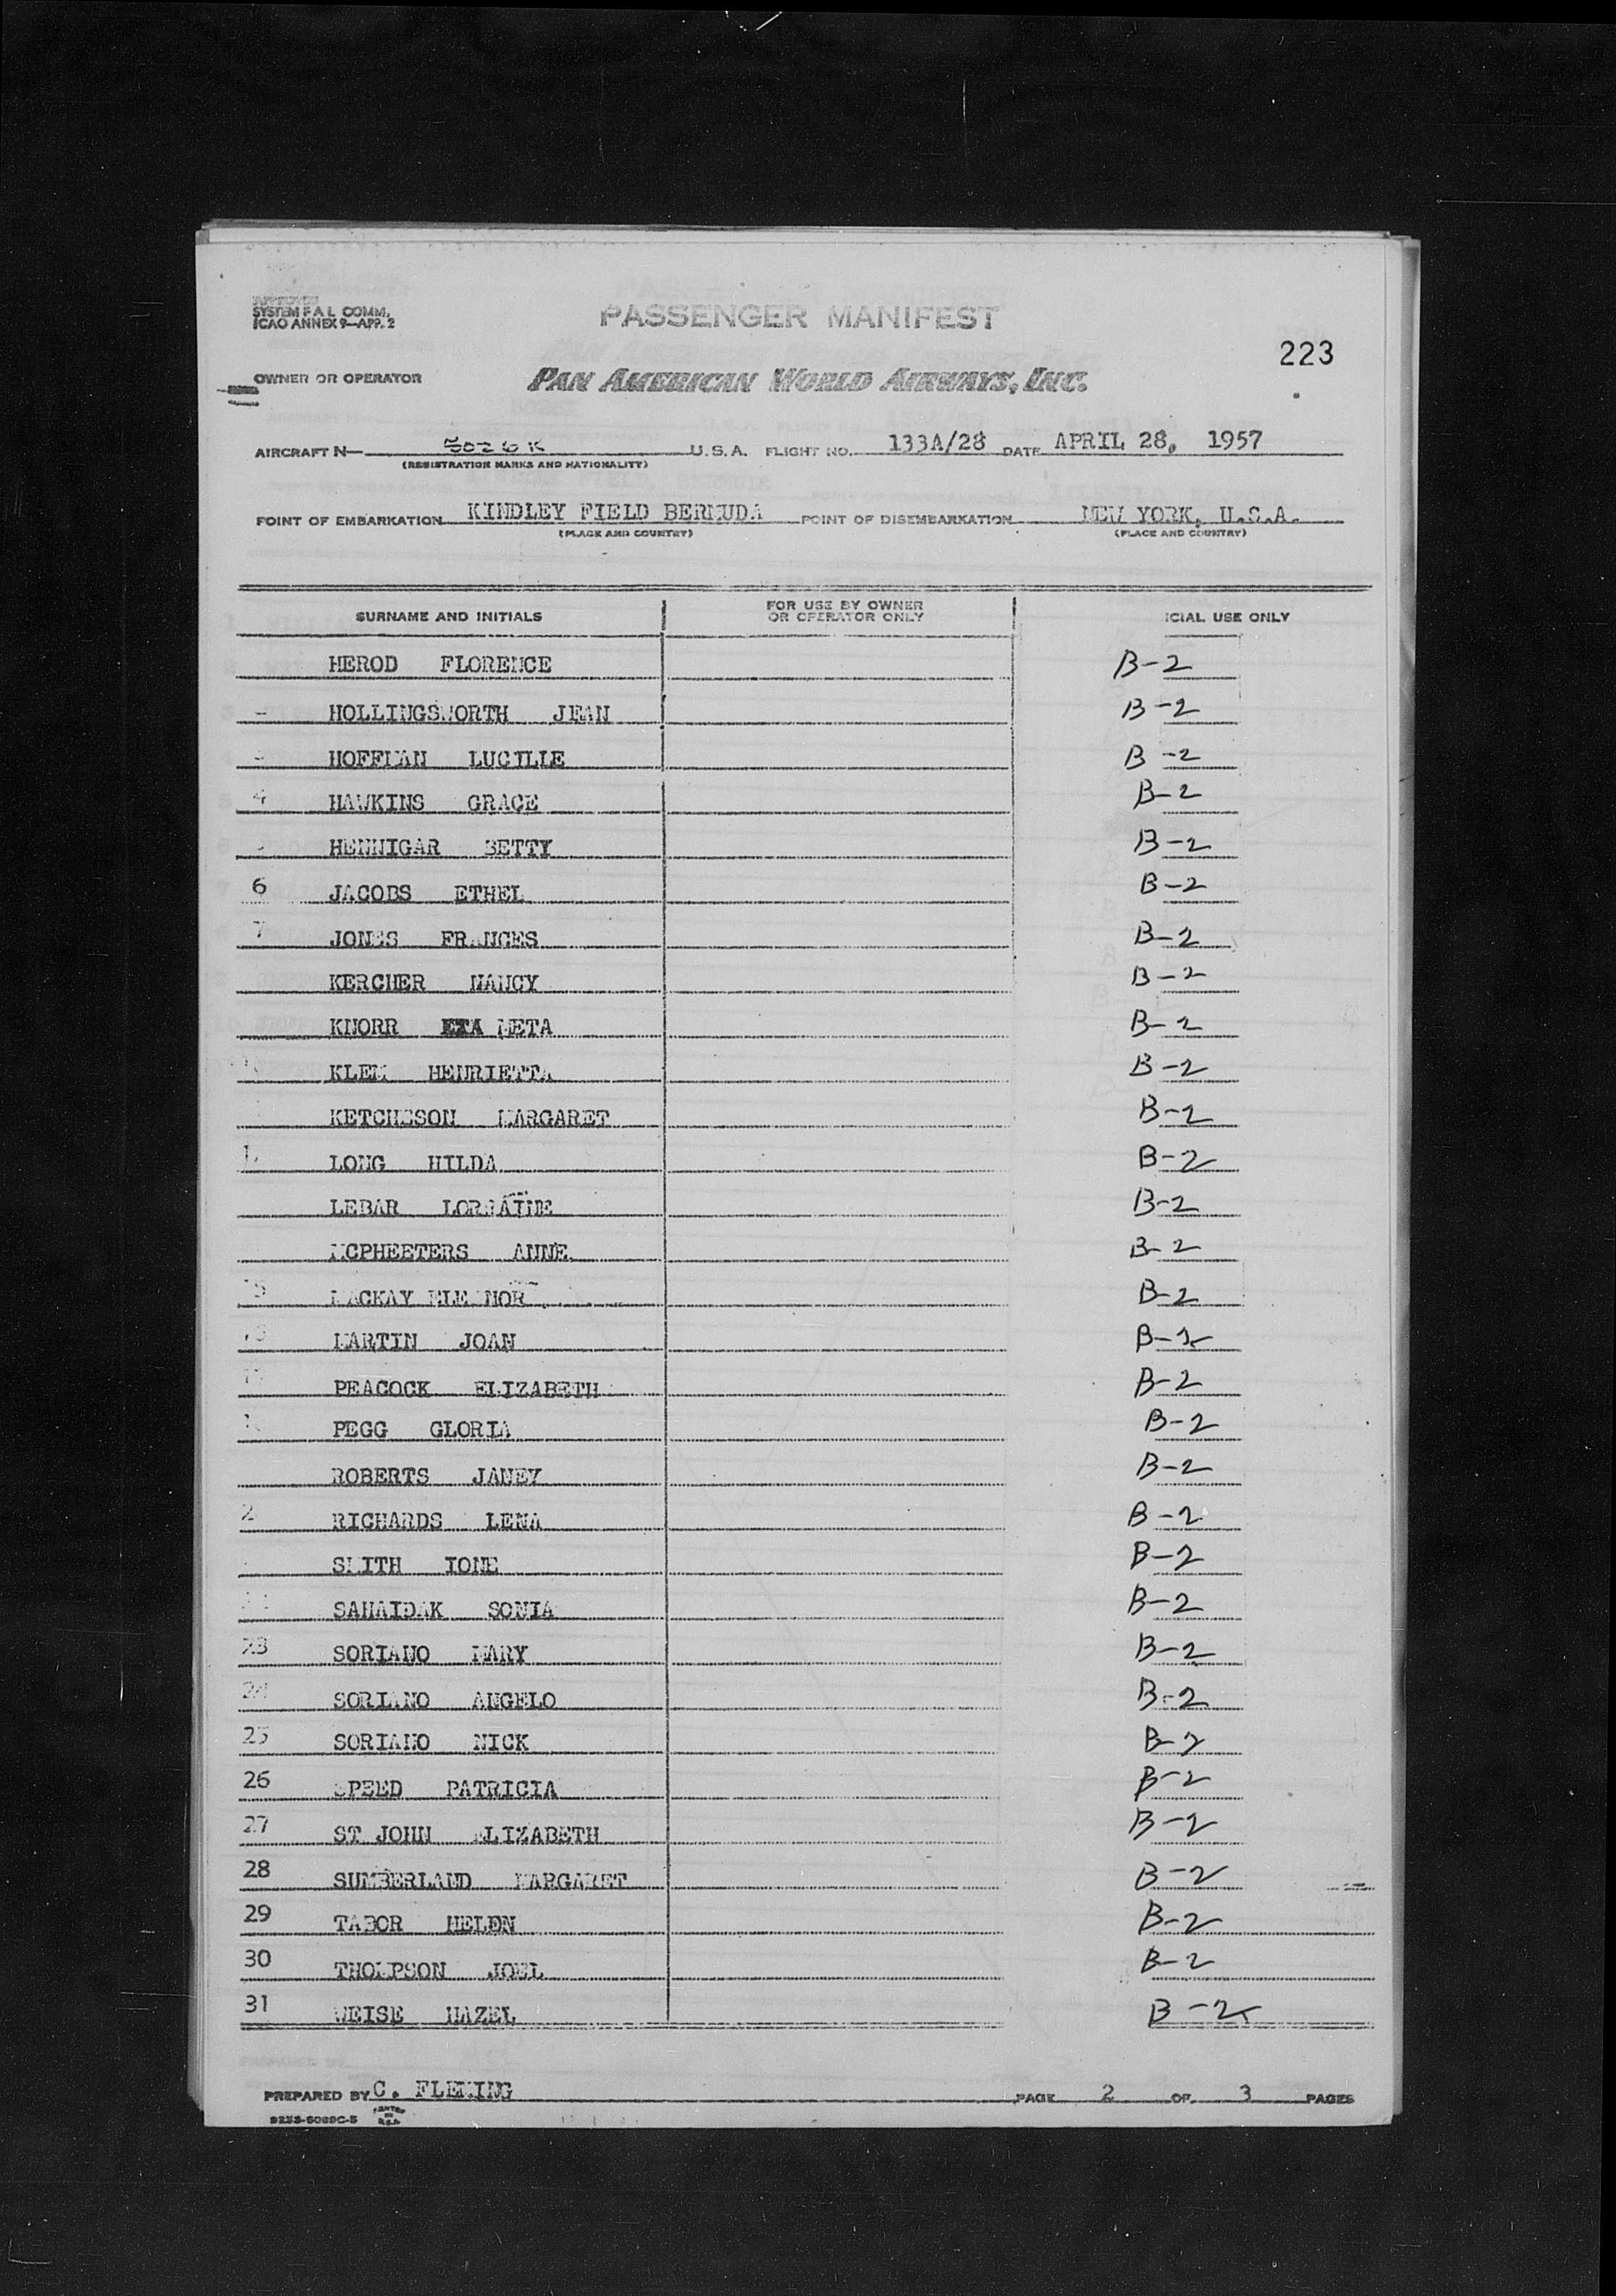 SYSTEM F A L COMM.
ICAO ANNEX 9—APP. 2
PASSENGER MANIFEST
223
OWNER OR OPERATOR PAN AMERICAN WORLD AIRWAYS, INC.
AIRCRAFT N— U.S.A. FLIGHT NO. 133A/28 DATE APRIL 28, 1957
(REGISTRATION MARKS AND NATIONALITY)
POINT OF EMBARKATION KINDLEY FIELD BERMUDA POINT OF DISEMBARKATION NEW YORK, U.S.A.
(PLACE AND COUNTRY) (PLACE AND COUNTRY)
SURNAME AND INITIALS FOR USE BY OWNER OR OPERATOR ONLY ICIAL USE ONLY
HEROD FLORENCE B-2
HOLLINGSWORTH JEAN B-2
HOFFMAN LUCILLE B-2
4 HAWKINS GRACE B-2
HENNIGAR BETTY B-2
6 JACOBS ETHEL B-2
7 JONES FRANCES B-2
KERCHER NANCY B-2
KNORR META B-2
KLEM HENRIETTA B-2
KETCHESON MARGARET B-2
LONG HILDA B-2
LEBAR LORRAINE B-2
MCPHEETERS ANNE B-2
MACKAY ELEANOR B-2
MARTIN JOAN B-2
PEACOCK ELIZABETH B-2
PEGG GLORIA B-2
ROBERTS JANEY B-2
RICHARDS LENA B-2
SMITH IONE B-2
SAHAIDAK SONIA B-2
23 SORIANO MARY B-2
24 SORIANO ANGELO B-2
25 SORIANO NICK B-2
26 SPEED PATRICIA B-2
27 ST JOHN ELIZABETH B-2
28 SUMBERLAND MARGARET B-2
29 TABOR HELEN B-2
30 THOMPSON JOEL B-2
31 WEISE HAZEL B-2
PREPARED BY C. FLEMING PAGE 2 OF 3 PAGES